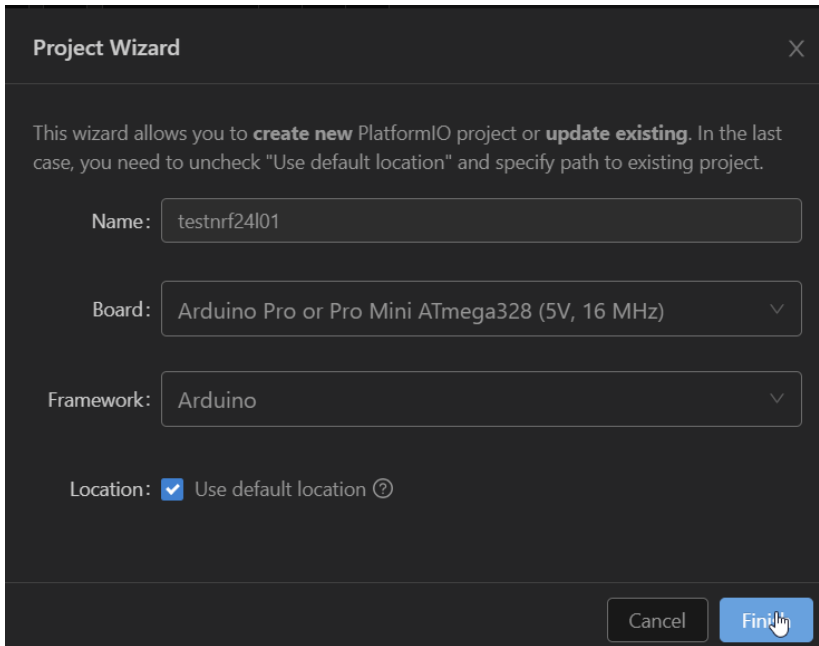 Project Wizard
This wizard allows you to create new PlatformIO project or update existing. In the last
case, you need to uncheck "Use default location" and specify path to existing project.
Name: testnrf24l01
Board: Arduino Pro or Pro Mini ATmega328 (5V, 16 MHz)
Framework: Arduino
Location: Use default location
Cancel Finish